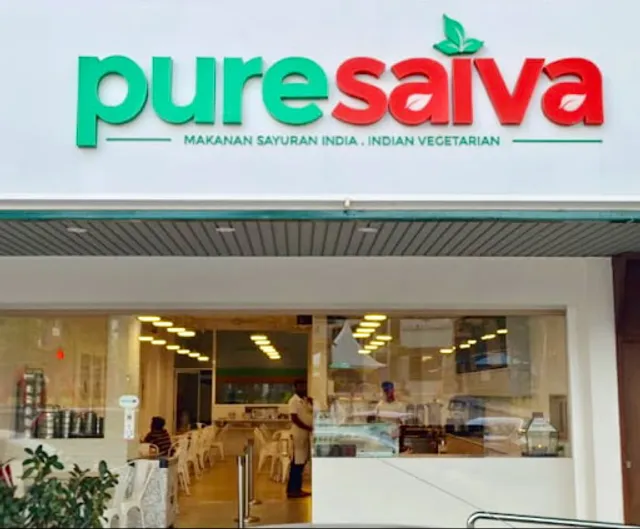 puresaiva
MAKANAN SAYURAN INDIA . INDIAN VEGETARIAN